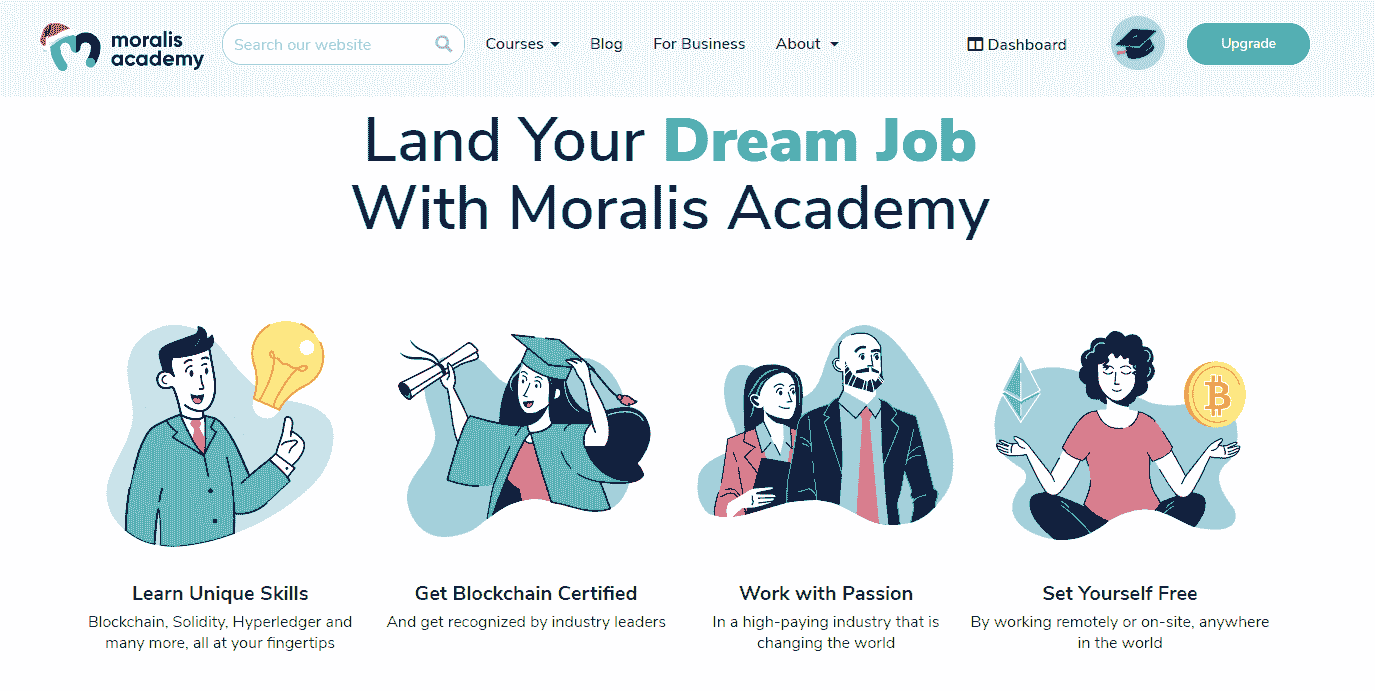 moralis
academy
Search our website
Courses
Blog
For Business
About
Dashboard
Upgrade
Land Your Dream Job
With Moralis Academy
Learn Unique Skills
Blockchain, Solidity, Hyperledger and
many more, all at your fingertips
Get Blockchain Certified
And get recognized by industry leaders
Work with Passion
In a high-paying industry that is
changing the world
Set Yourself Free
By working remotely or on-site, anywhere
in the world